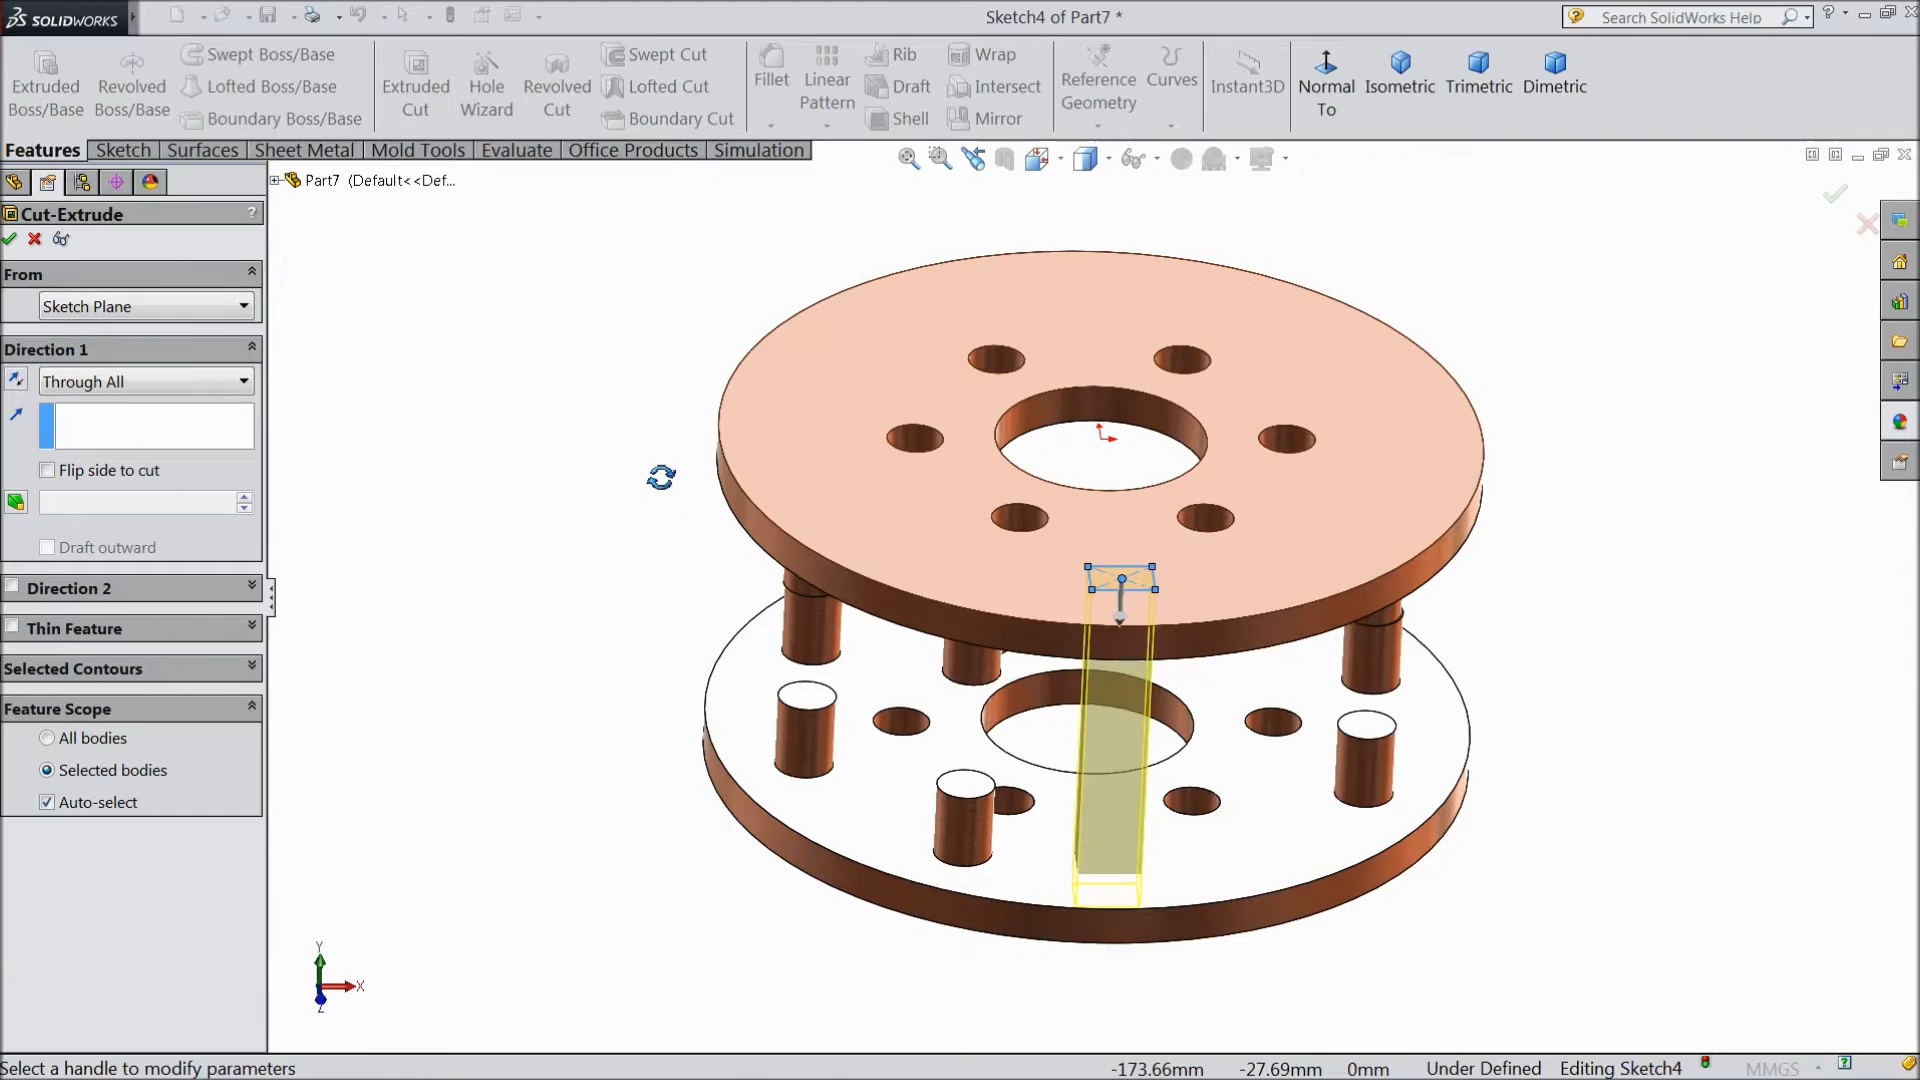 SOLIDWORKS
Sketch4 of Part7 *
Search SolidWorks Help
Extruded Boss/Base
Revolved Boss/Base
Swept Boss/Base
Lofted Boss/Base
Boundary Boss/Base
Extruded Cut
Hole Wizard
Revolved Cut
Swept Cut
Lofted Cut
Boundary Cut
Fillet
Linear Pattern
Rib
Draft
Shell
Wrap
Intersect
Mirror
Reference Geometry
Curves
Instant3D
Normal To
Isometric
Trimetric
Dimetric
Features
Sketch
Surfaces
Sheet Metal
Mold Tools
Evaluate
Office Products
Simulation
Part7 (Default<<Def...
Cut-Extrude
?
From
Sketch Plane
Direction 1
Through All
Flip side to cut
Draft outward
Direction 2
Thin Feature
Selected Contours
Feature Scope
All bodies
Selected bodies
Auto-select
Y
X
Z
Select a handle to modify parameters
-173.66mm
-27.69mm
0mm
Under Defined
Editing Sketch4
MMGS